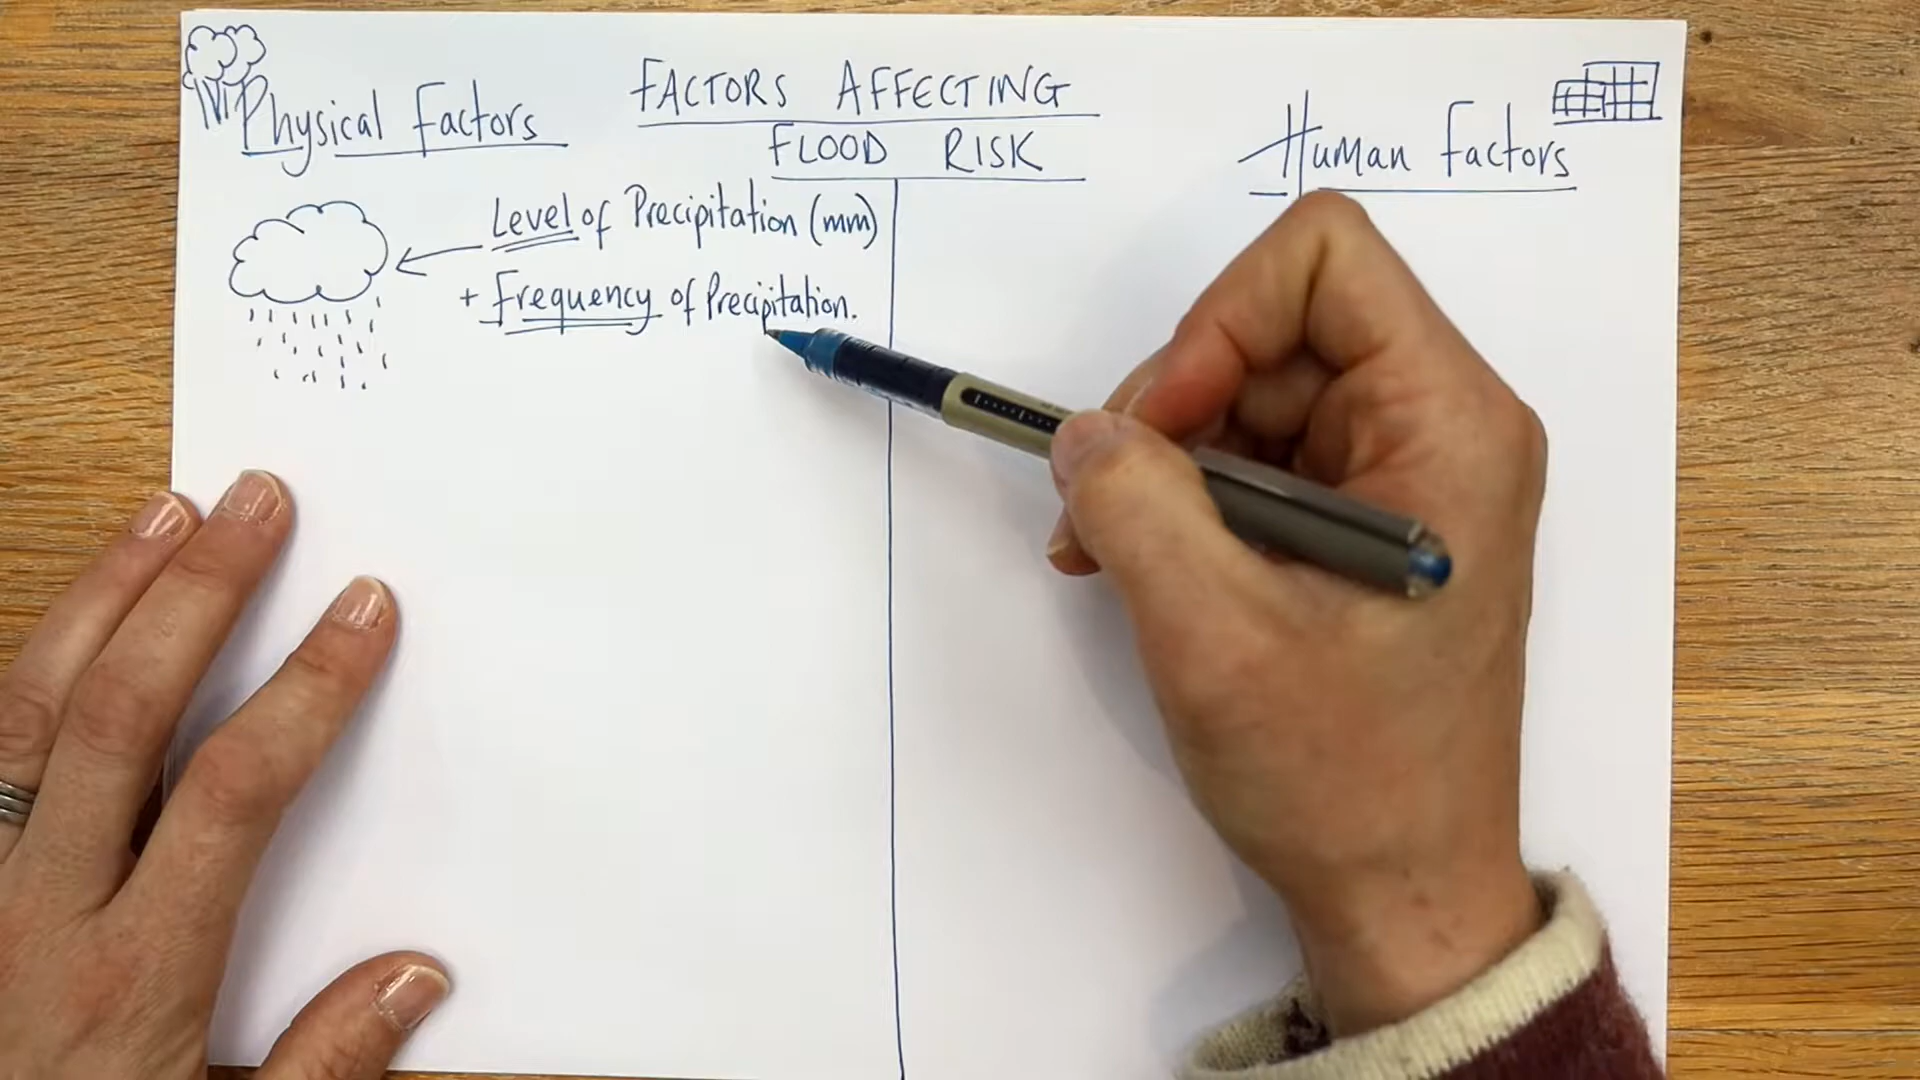 FACTORS AFFECTING
FLOOD RISK
Physical Factors
Level of Precipitation (mm)
+ Frequency of Precipitation.
Human Factors